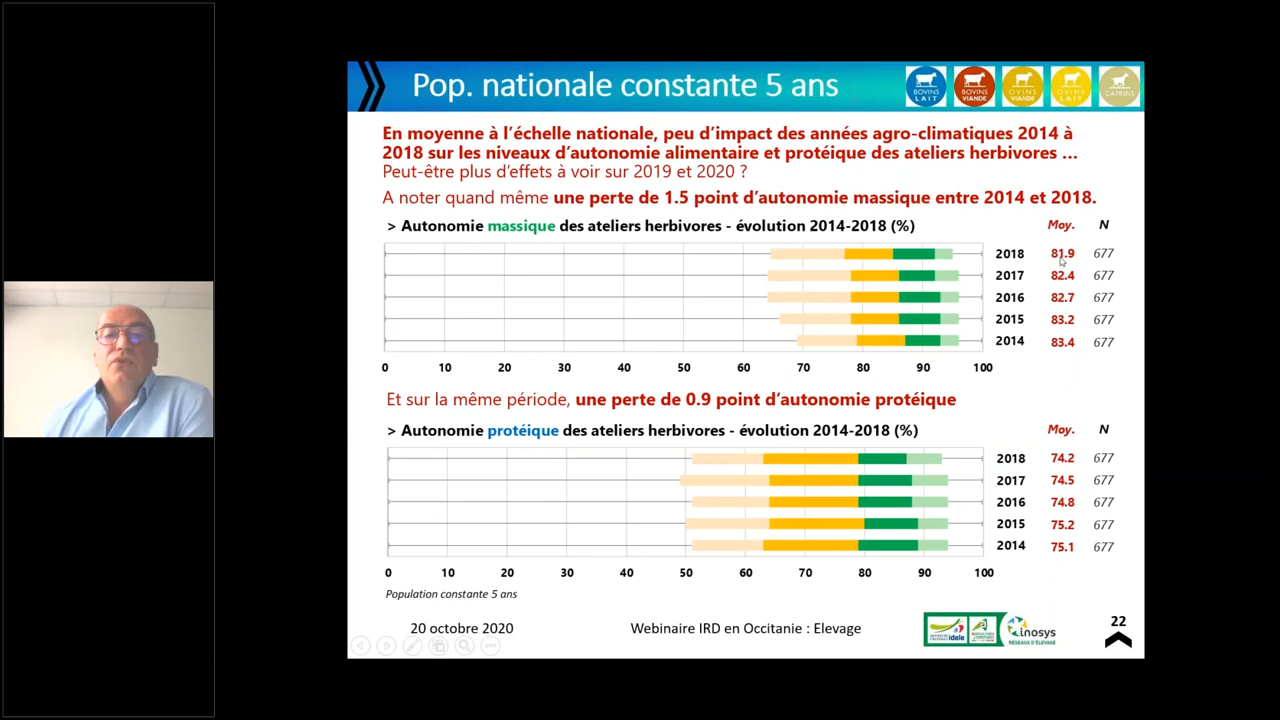 Pop. nationale constante 5 ans
BOVINS LAIT
BOVINS VIANDE
OVINS VIANDE
OVINS LAIT
CAPRINS
En moyenne à l'échelle nationale, peu d'impact des années agro-climatiques 2014 à
2018 sur les niveaux d'autonomie alimentaire et protéique des ateliers herbivores ...
Peut-être plus d'effets à voir sur 2019 et 2020 ?
A noter quand même une perte de 1.5 point d'autonomie massique entre 2014 et 2018.
> Autonomie massique des ateliers herbivores - évolution 2014-2018 (%) Moy. N
2018 81.9 677
2017 82.4 677
2016 82.7 677
2015 83.2 677
2014 83.4 677
0 10 20 30 40 50 60 70 80 90 100
Et sur la même période, une perte de 0.9 point d'autonomie protéique
> Autonomie protéique des ateliers herbivores - évolution 2014-2018 (%) Moy. N
2018 74.2 677
2017 74.5 677
2016 74.8 677
2015 75.2 677
2014 75.1 677
0 10 20 30 40 50 60 70 80 90 100
Population constante 5 ans
20 octobre 2020
Webinaire IRD en Occitanie : Elevage
idele
inosys
RÉSEAUX D'ÉLEVAGE
22